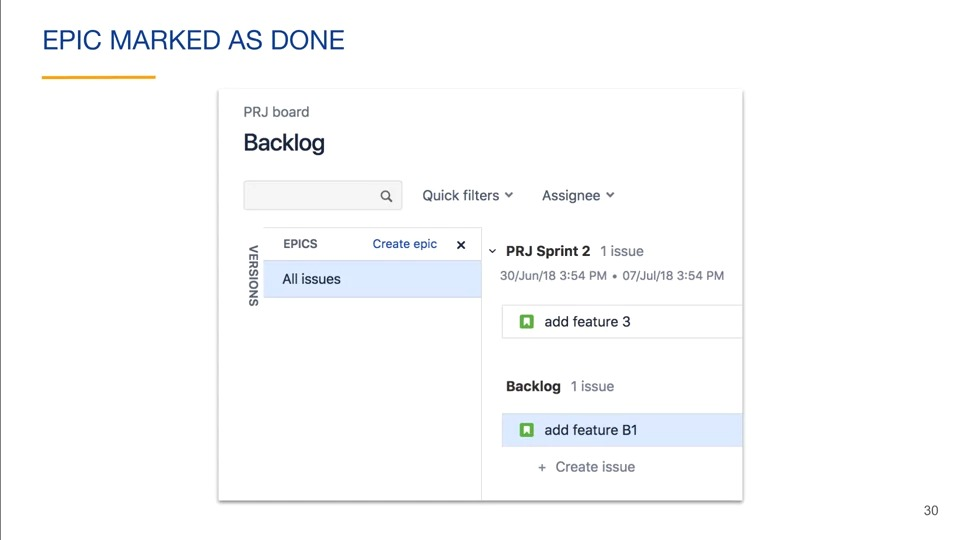 EPIC MARKED AS DONE
PRJ board
Backlog
Quick filters
Assignee
VERSIONS
EPICS
Create epic
All issues
PRJ Sprint 2 1 issue
30/Jun/18 3:54 PM • 07/Jul/18 3:54 PM
add feature 3
Backlog 1 issue
add feature B1
+ Create issue
30